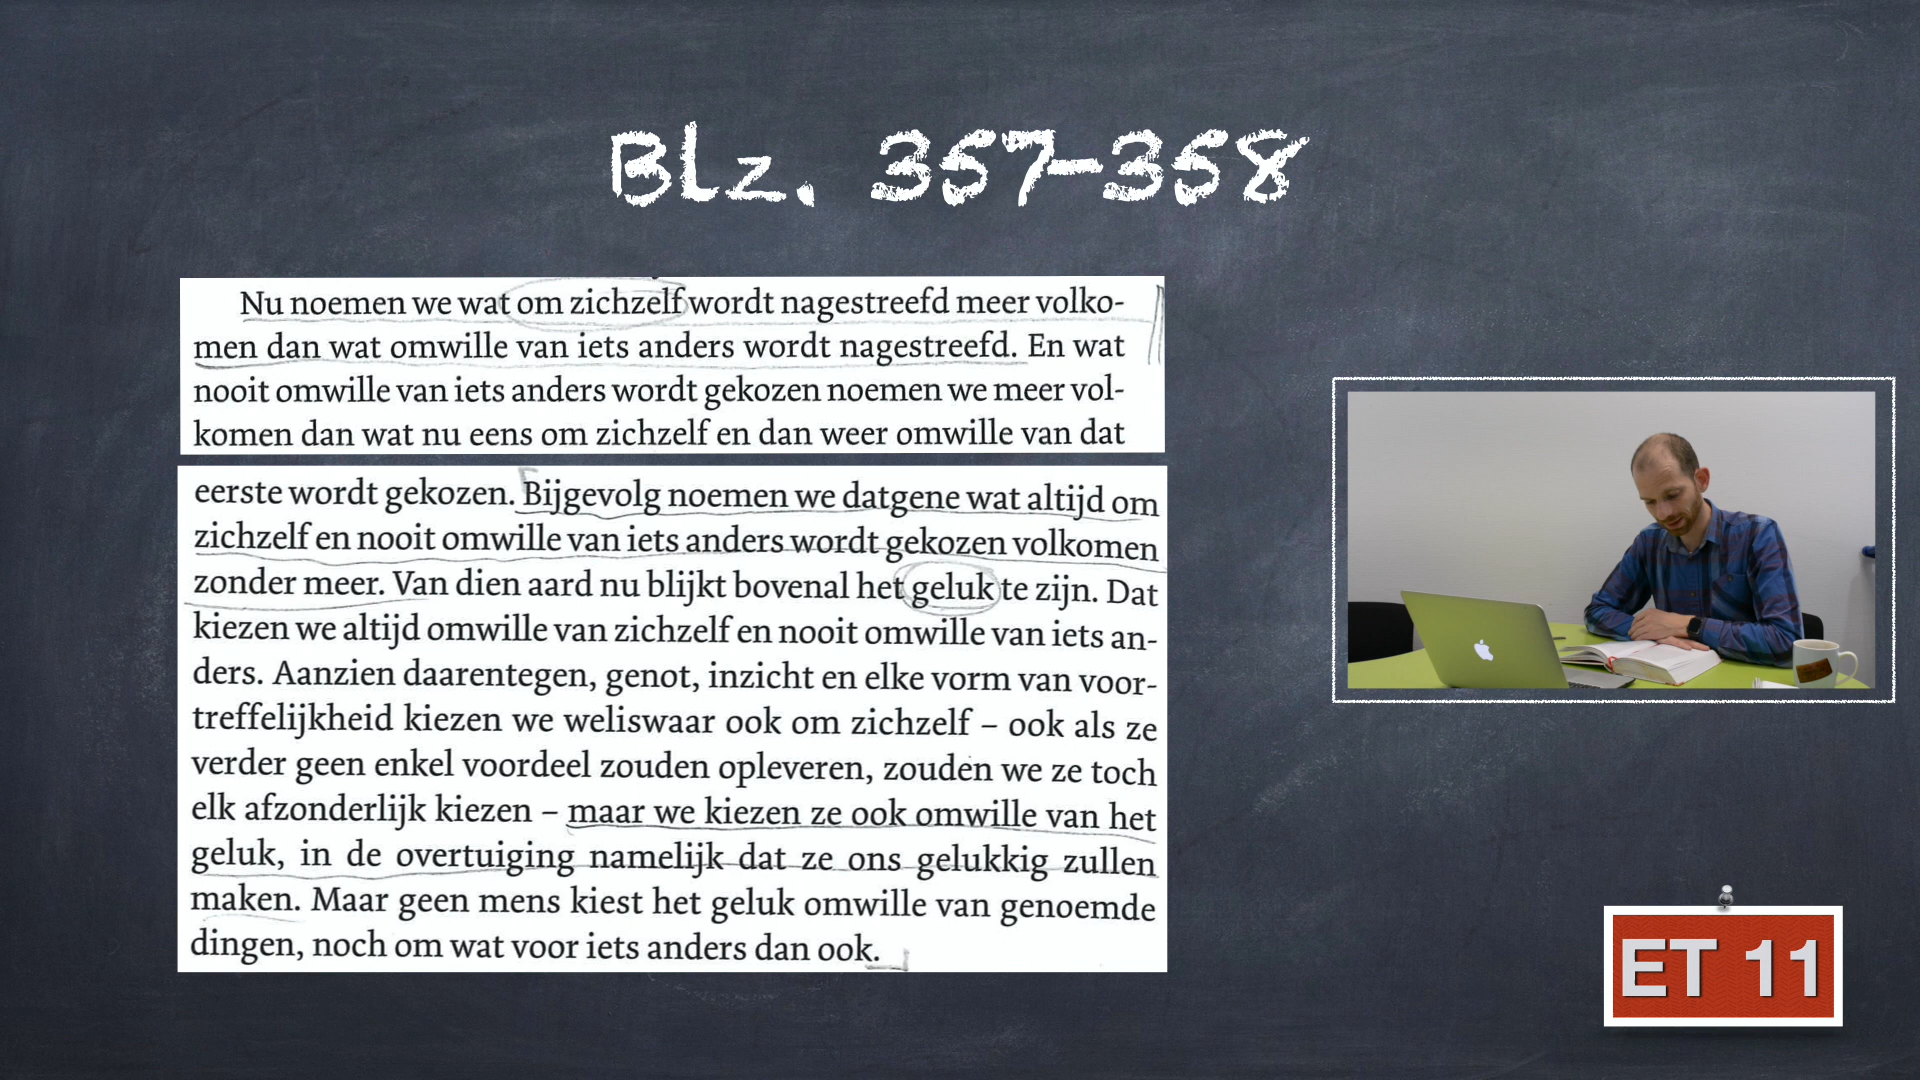 Blz. 357-358
Nu noemen we wat om zichzelf wordt nagestreefd meer volko-
men dan wat omwille van iets anders wordt nagestreefd. En wat
nooit omwille van iets anders wordt gekozen noemen we meer vol-
komen dan wat nu eens om zichzelf en dan weer omwille van dat
eerste wordt gekozen. Bijgevolg noemen we datgene wat altijd om
zichzelf en nooit omwille van iets anders wordt gekozen volkomen
zonder meer. Van dien aard nu blijkt bovenal het geluk te zijn. Dat
kiezen we altijd omwille van zichzelf en nooit omwille van iets an-
ders. Aanzien daarentegen, genot, inzicht en elke vorm van voor-
treffelijkheid kiezen we weliswaar ook om zichzelf – ook als ze
verder geen enkel voordeel zouden opleveren, zouden we ze toch
elk afzonderlijk kiezen – maar we kiezen ze ook omwille van het
geluk, in de overtuiging namelijk dat ze ons gelukkig zullen
maken. Maar geen mens kiest het geluk omwille van genoemde
dingen, noch om wat voor iets anders dan ook.
ET 11